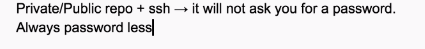 Private/Public repo + ssh → it will not ask you for a password.
Always password less